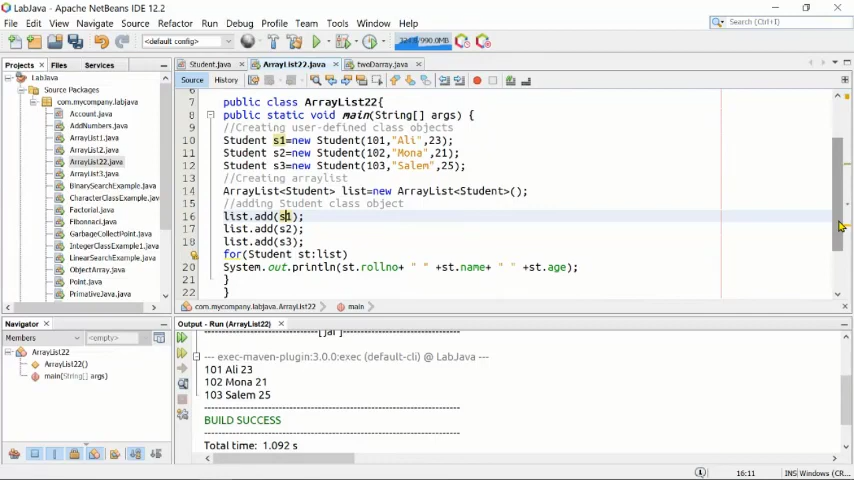 LabJava - Apache NetBeans IDE 12.2
File Edit View Navigate Source Refactor Run Debug Profile Team Tools Window Help
Search (Ctrl+I)
<default config>
Projects Files Services
Student.java ArrayList22.java twoDarray.java
Source History
LabJava
Source Packages
com.mycompany.labjava
Account.java
AddNumbers.java
ArrayList1.java
ArrayList2.java
ArrayList22.java
ArrayList3.java
BinarySearchExample.java
CharacterClassExample.java
Factorial.java
Fibonnaci.java
GarbageCollectPoint.java
IntegerClassExample1.java
LinearSearchExample.java
ObjectArray.java
Point.java
PrimativeJava.java
7 public class ArrayList22{
8 public static void main(String[] args) {
9 //Creating user-defined class objects
10 Student s1=new Student(101,"Ali",23);
11 Student s2=new Student(102,"Mona",21);
12 Student s3=new Student(103,"Salem",25);
13 //Creating arraylist
14 ArrayList<Student> list=new ArrayList<Student>();
15 //adding Student class object
16 list.add(s1);
17 list.add(s2);
18 list.add(s3);
for(Student st:list)
20 System.out.println(st.rollno+ " " +st.name+ " " +st.age);
21 }
22 }
com.mycompany.labjava.ArrayList22 main
Navigator
Members <empty>
ArrayList22
ArrayList22()
main(String[] args)
Output - Run (ArrayList22)
--------------------------------[jar]---------------------------------
--- exec-maven-plugin:3.0.0:exec (default-cli) @ LabJava ---
101 Ali 23
102 Mona 21
103 Salem 25
BUILD SUCCESS
Total time: 1.092 s
16:11 INS